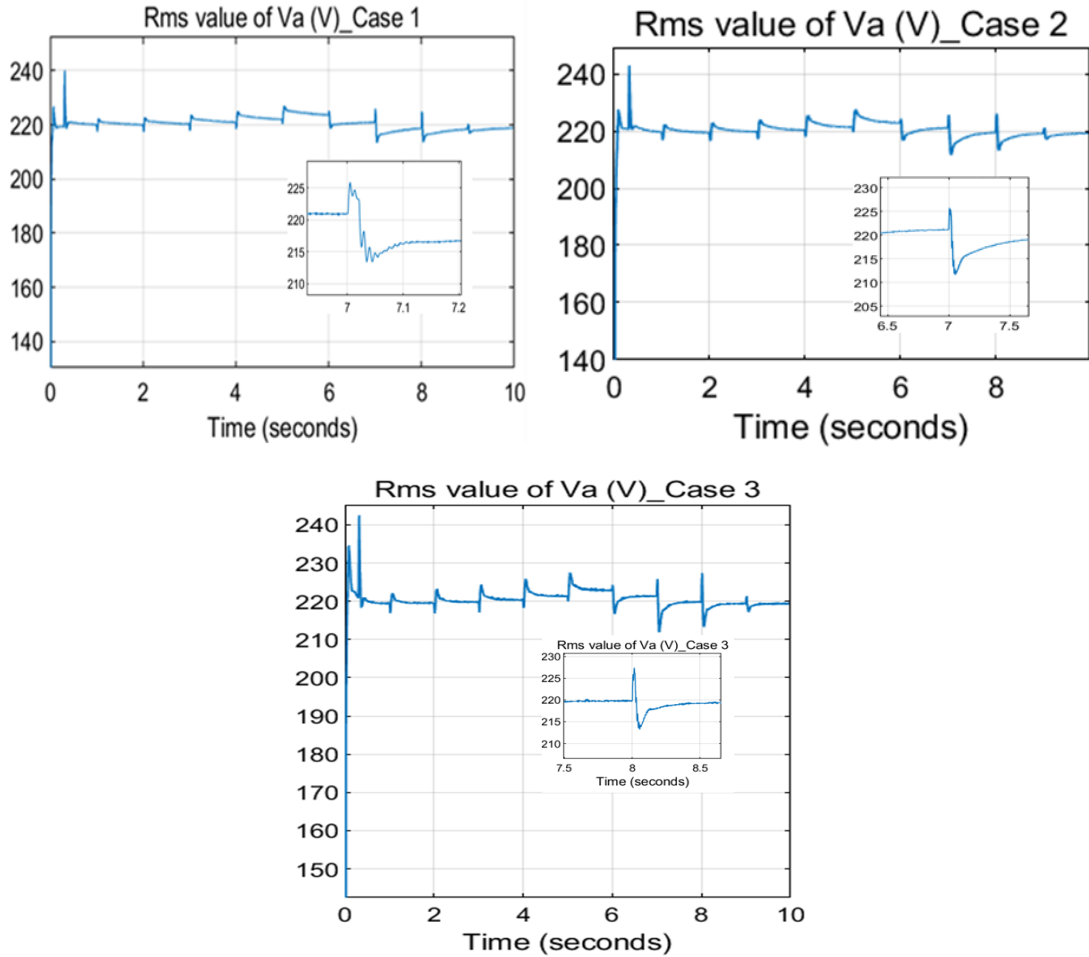 Rms value of Va (V)_Case 1
240
220
200
180
160
140
0 2 4 6 8 10
Time (seconds)
225
220
215
210
7 7.1 7.2
Rms value of Va (V)_Case 2
240
220
200
180
160
140
0 2 4 6 8
Time (seconds)
230
225
220
215
210
205
6.5 7 7.5
Rms value of Va (V)_Case 3
240
230
220
210
200
190
180
170
160
150
0 2 4 6 8 10
Time (seconds)
Rms value of Va (V)_Case 3
230
225
220
215
210
7.5 8 8.5
Time (seconds)